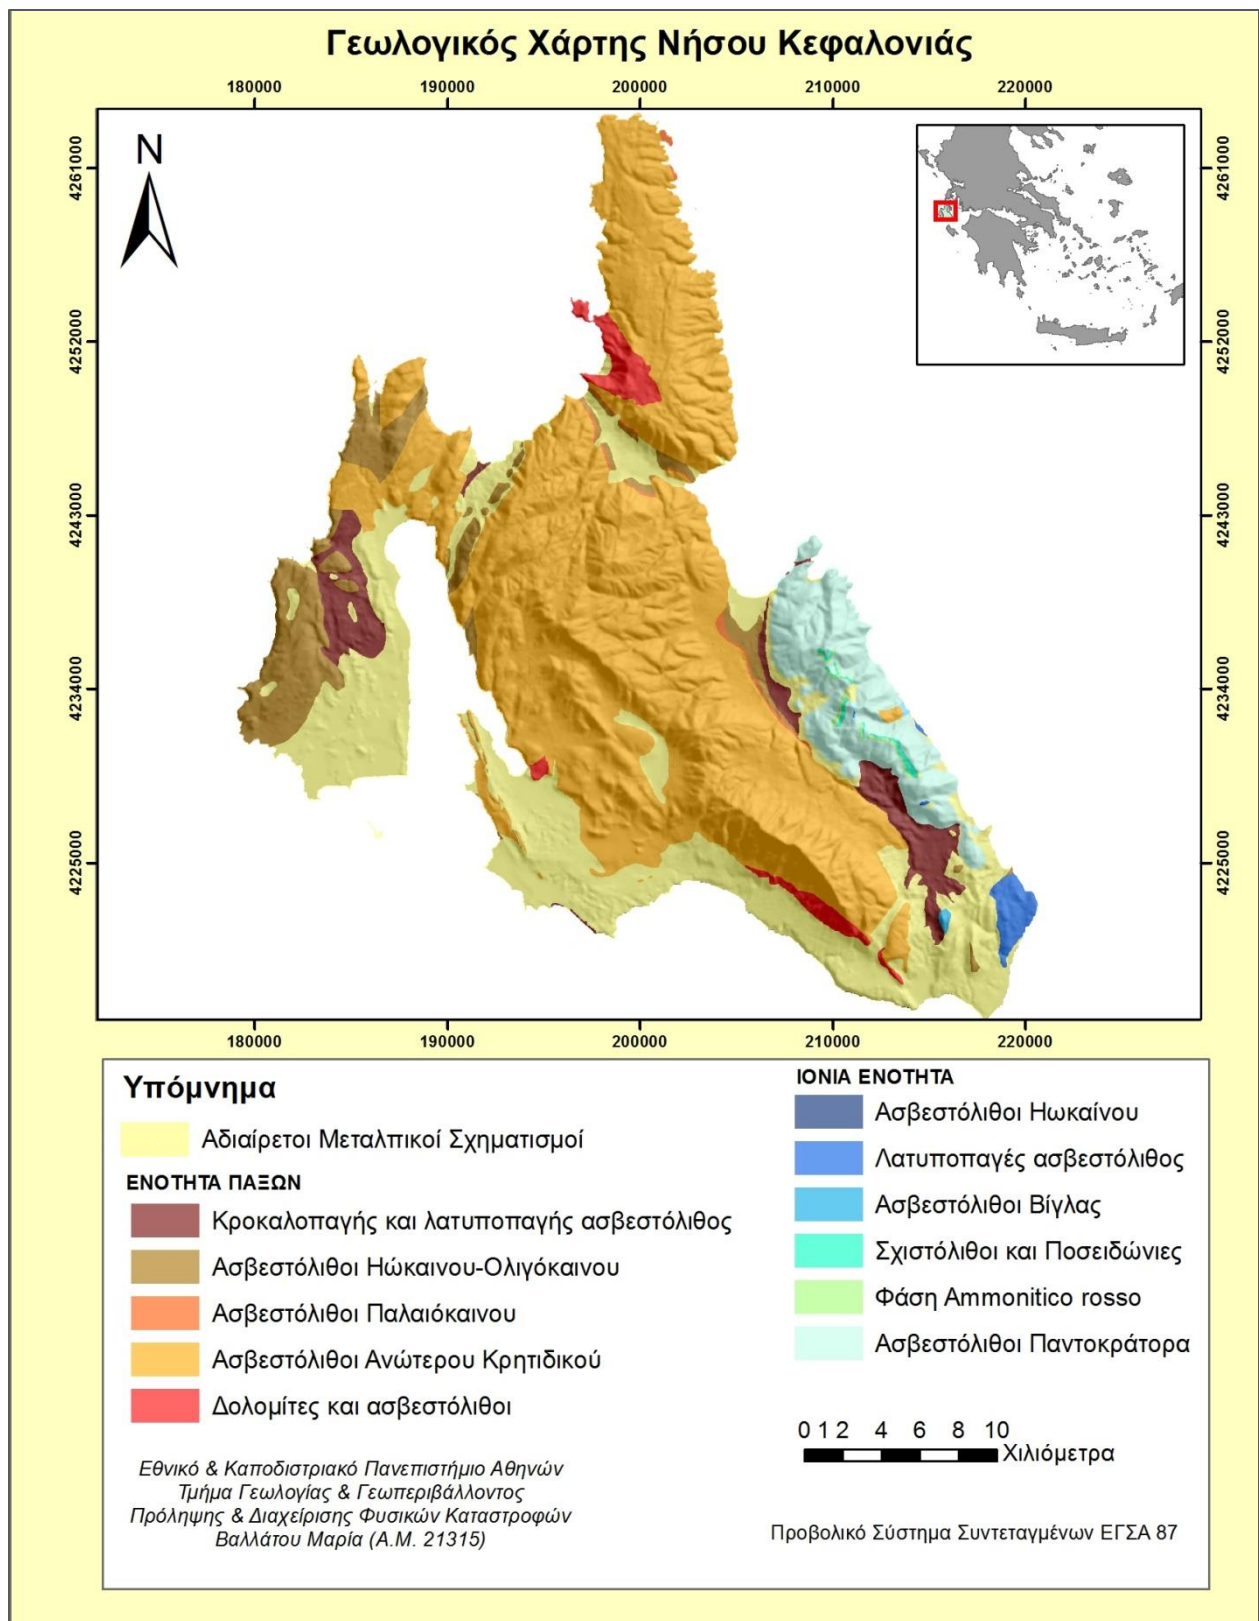 Γεωλογικός Χάρτης Νήσου Κεφαλονιάς
180000 190000 200000 210000 220000
N
4261000 4261000
4252000 4252000
4243000 4243000
4234000 4234000
4225000 4225000
180000 190000 200000 210000 220000
Υπόμνημα
Αδιαίρετοι Μεταλπικοί Σχηματισμοί
ΕΝΟΤΗΤΑ ΠΑΞΩΝ
Κροκαλοπαγής και λατυποπαγής ασβεστόλιθος
Ασβεστόλιθοι Ηώκαινου-Ολιγόκαινου
Ασβεστόλιθοι Παλαιόκαινου
Ασβεστόλιθοι Ανώτερου Κρητιδικού
Δολομίτες και ασβεστόλιθοι
Εθνικό & Καποδιστριακό Πανεπιστήμιο Αθηνών
Τμήμα Γεωλογίας & Γεωπεριβάλλοντος
Πρόληψης & Διαχείρισης Φυσικών Καταστροφών
Βαλλάτου Μαρία (Α.Μ. 21315)
ΙΟΝΙΑ ΕΝΟΤΗΤΑ
Ασβεστόλιθοι Ηωκαίνου
Λατυποπαγές ασβεστόλιθος
Ασβεστόλιθοι Βίγλας
Σχιστόλιθοι και Ποσειδώνιες
Φάση Ammonitico rosso
Ασβεστόλιθοι Παντοκράτορα
0 1 2 4 6 8 10
Χιλιόμετρα
Προβολικό Σύστημα Συντεταγμένων ΕΓΣΑ 87